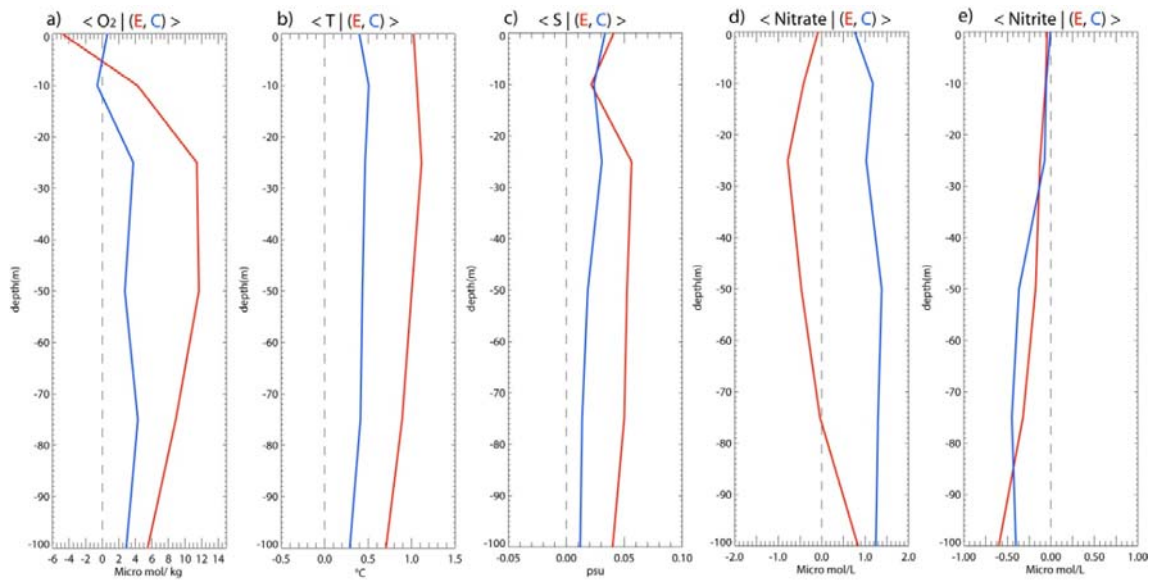 a) < O2 | (E, C) >
b) < T | (E, C) >
c) < S | (E, C) >
d) < Nitrate | (E, C) >
e) < Nitrite | (E, C) >
0 0 0 0 0
-10 -10 -10 -10 -10
-20 -20 -20 -20 -20
-30 -30 -30 -30 -30
-40 -40 -40 -40 -40
depth(m) depth(m) depth(m) depth(m) depth(m)
-50 -50 -50 -50 -50
-60 -60 -60 -60 -60
-70 -70 -70 -70 -70
-80 -80 -80 -80 -80
-90 -90 -90 -90 -90
-100 -100 -100 -100 -100
-6 -4 -2 0 2 4 6 8 10 12 14
-0.5 0.0 0.5 1.0 1.5
-0.05 0.00 0.05 0.10
-2.0 -1.0 0.0 1.0 2.0
-1.00 -0.50 0.00 0.50 1.00
Micro mol/ kg
°C
psu
Micro mol/L
Micro mol/L